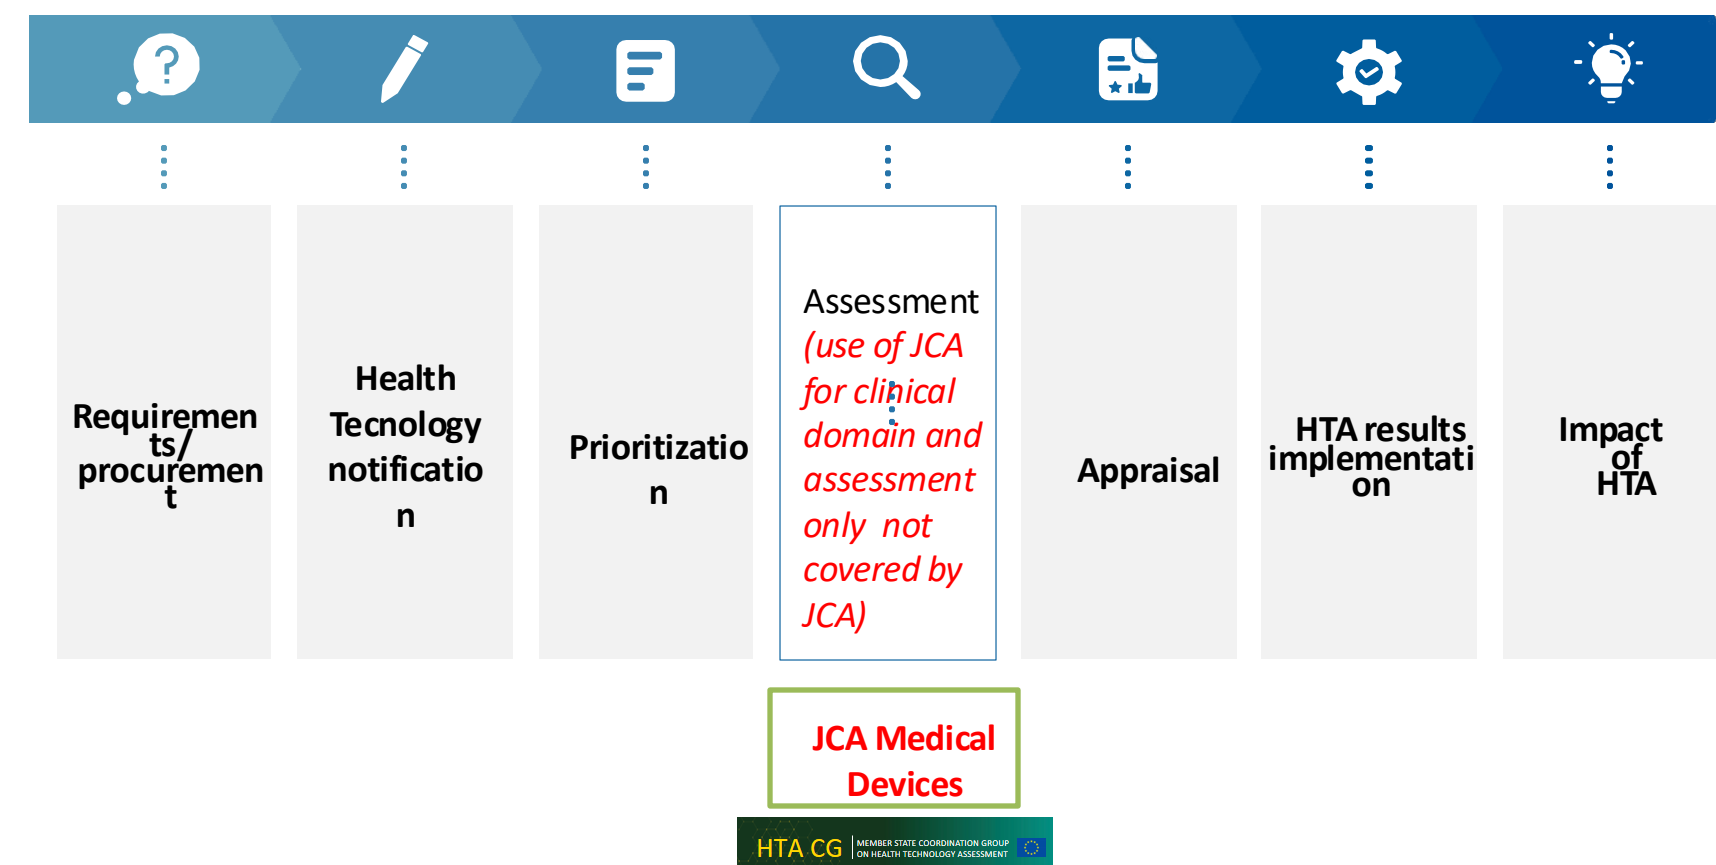 Requiremen
ts/
procuremen
t
Health
Tecnology
notificatio
n
Prioritizatio
n
Assessment
(use of JCA
for clinical
domain and
assessment
only not
covered by
JCA)
Appraisal
HTA results
implementati
on
Impact
of
HTA
JCA Medical
Devices
HTA CG
MEMBER STATE COORDINATION GROUP
ON HEALTH TECHNOLOGY ASSESSMENT